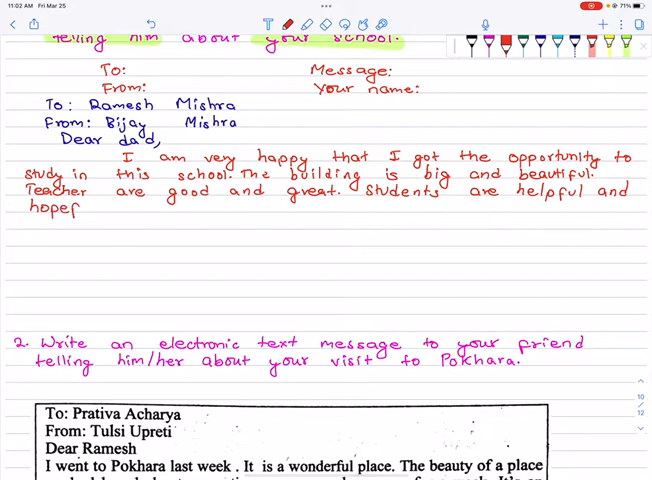 11:02 AM Fri Mar 25
71%
telling him about your school.
To: Message:
From: Your name:
To: Ramesh Mishra
From: Bijay Mishra
Dear dad,
I am very happy that I got the opportunity to
study in this school. The building is big and beautiful.
Teacher are good and great. Students are helpful and
hopef
2. Write an electronic text message to your friend
telling him/her about your visit to Pokhara.
10
12
To: Prativa Acharya
From: Tulsi Upreti
Dear Ramesh
I went to Pokhara last week. It is a wonderful place. The beauty of a place